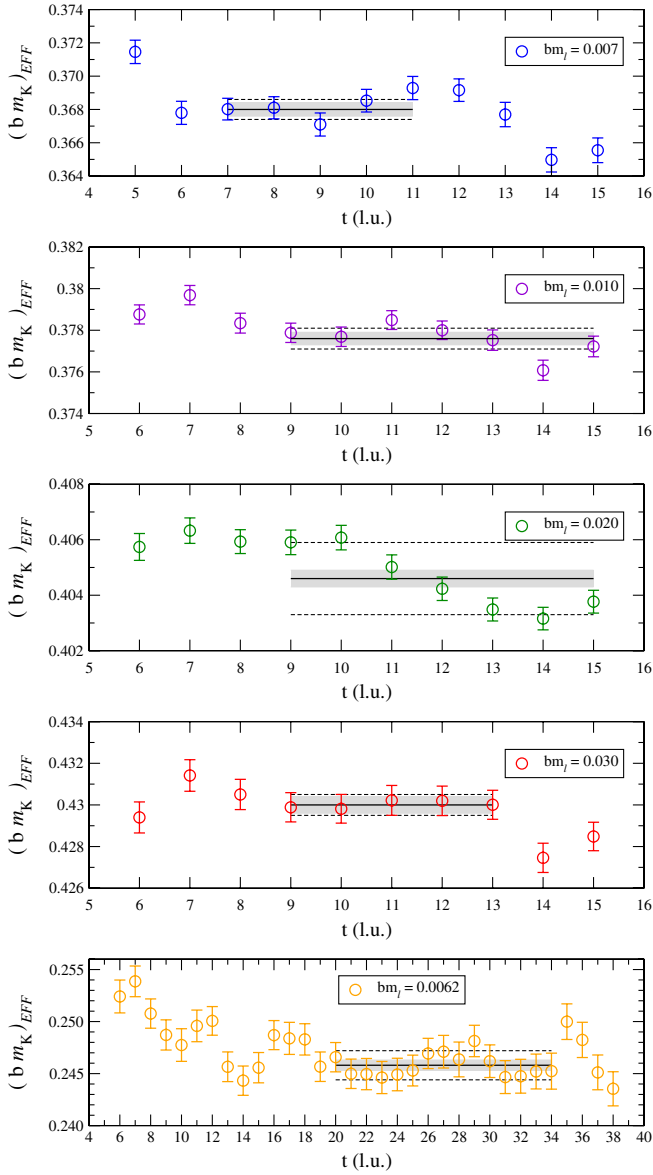 0.374
0.372
0.370
0.368
0.366
0.364
( b m_K )_EFF
bm_l = 0.007
4 5 6 7 8 9 10 11 12 13 14 15 16
t (l.u.)
0.382
0.38
0.378
0.376
0.374
( b m_K )_EFF
bm_l = 0.010
5 6 7 8 9 10 11 12 13 14 15 16
t (l.u.)
0.408
0.406
0.404
0.402
( b m_K )_EFF
bm_l = 0.020
5 6 7 8 9 10 11 12 13 14 15 16
t (l.u.)
0.434
0.432
0.43
0.428
0.426
( b m_K )_EFF
bm_l = 0.030
5 6 7 8 9 10 11 12 13 14 15 16
t (l.u.)
0.255
0.250
0.245
0.240
( b m_K )_EFF
bm_l = 0.0062
4 6 8 10 12 14 16 18 20 22 24 26 28 30 32 34 36 38 40
t (l.u.)